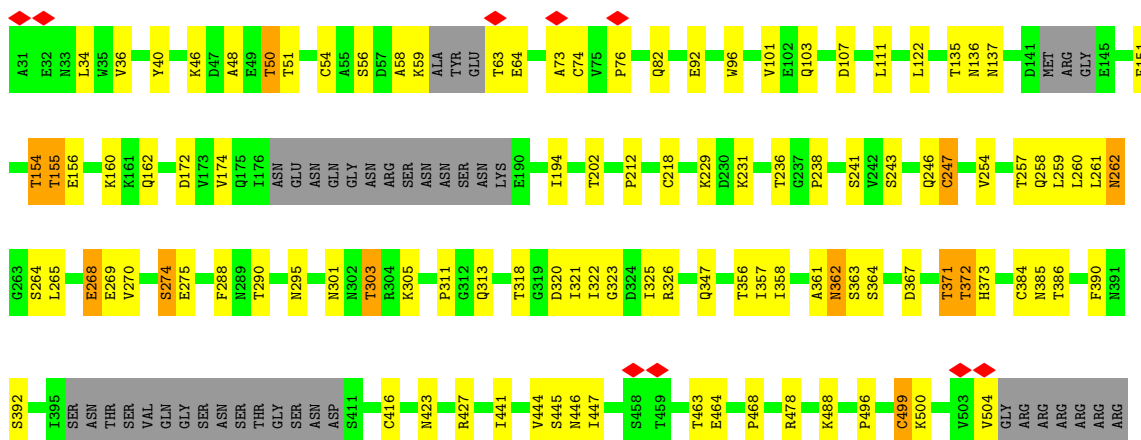 A31 E32 N33 L34 W35 V36 Y40 K46 D47 A48 E49 T50 T51 C54 A55 S56 D57 A58 K59 ALA TYR GLU T63 E64 A73 C74 V75 P76 Q82 E92 W96 V101 E102 Q103 D107 L111 L122 T135 N136 N137 D141 MET ARG GLY E145
T154 T155 E156 K160 K161 Q162 D172 V173 V174 Q175 I176 ASN GLU ASN GLN GLY ASN ARG SER ASN ASN SER ASN LYS E190 I194 T202 P212 C218 K229 D230 K231 T236 G237 P238 S241 V242 S243 Q246 C247 V254 T257 Q258 L259 L260 L261 N262
G263 S264 L265 E268 E269 V270 S274 E275 F288 N289 T290 N295 N301 N302 T303 R304 K305 P311 G312 Q313 T318 G319 D320 I321 I322 G323 D324 I325 R326 Q347 T356 I357 I358 A361 N362 S363 S364 D367 T371 T372 H373 C384 N385 T386 F390 N391
S392 I395 SER ASN THR SER VAL GLN GLY SER ASN SER THR GLY SER ASN ASP S411 C416 N423 R427 I441 V444 S445 N446 I447 S458 T459 T463 E464 P468 R478 K488 P496 C499 K500 V503 V504 GLY ARG ARG ARG ARG ARG ARG